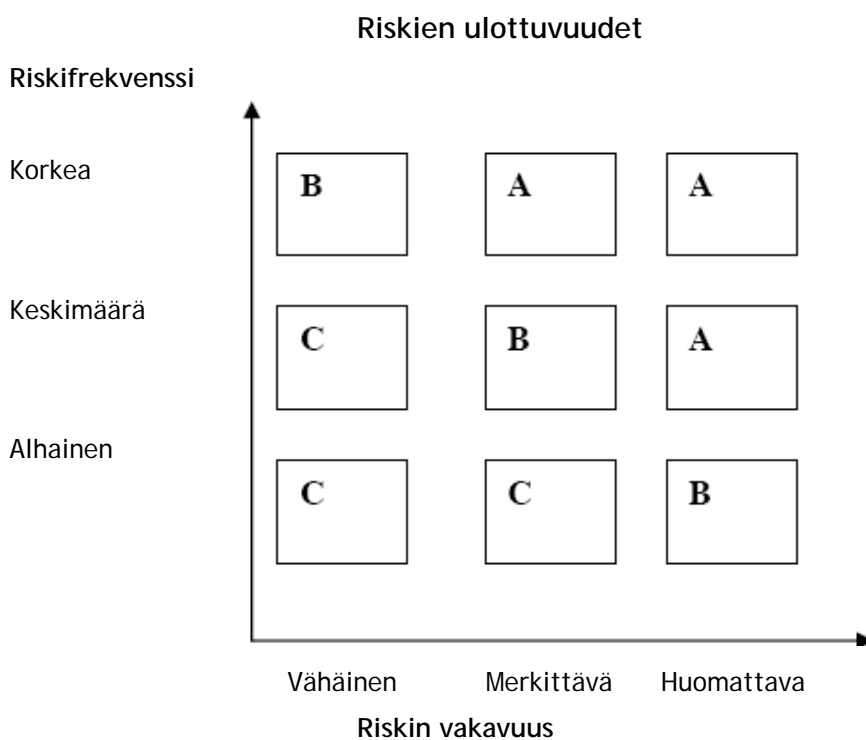 Riskien ulottuvuudet
Riskifrekvenssi
Korkea
B A A
Keskimäärä
C B A
Alhainen
C C B
Vähäinen Merkittävä Huomattava
Riskin vakavuus